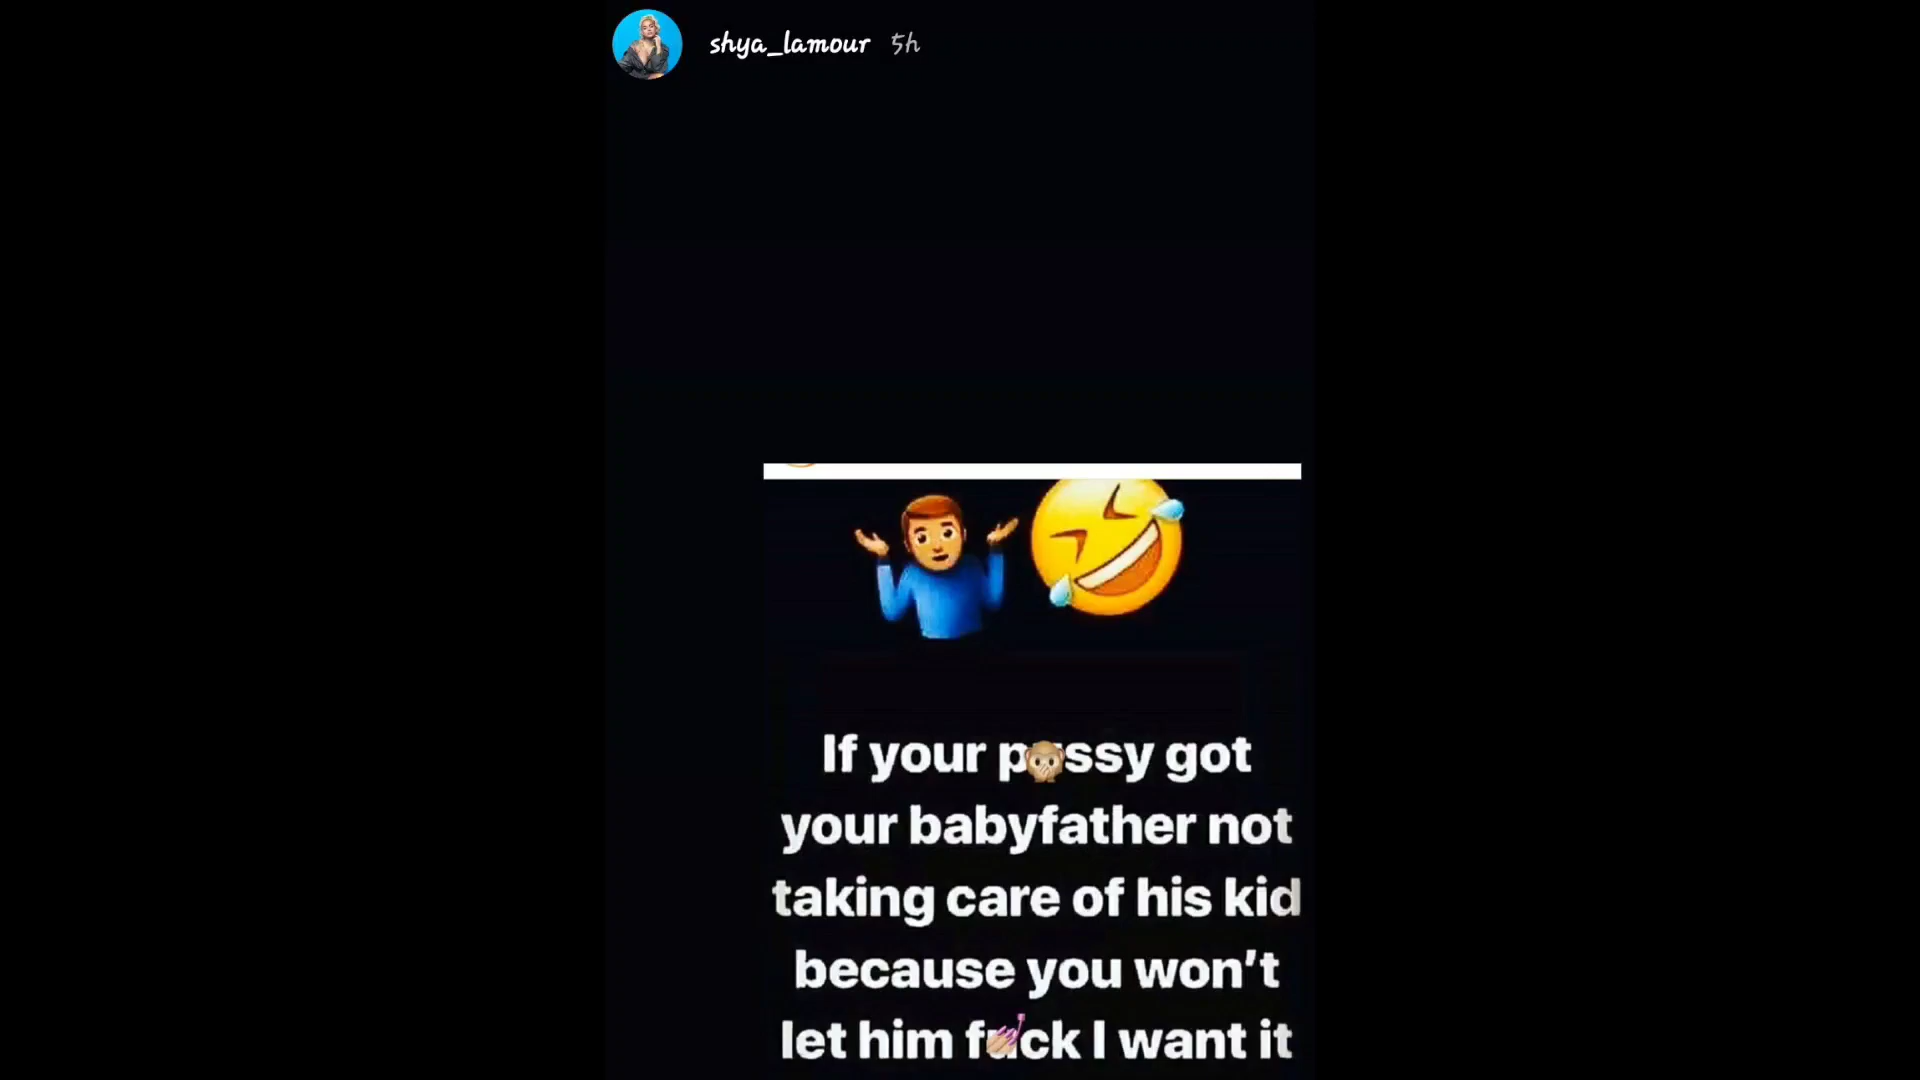 shya_lamour 5h
If your p🙊ssy got
your babyfather not
taking care of his kid
because you won't
let him f💅ck I want it